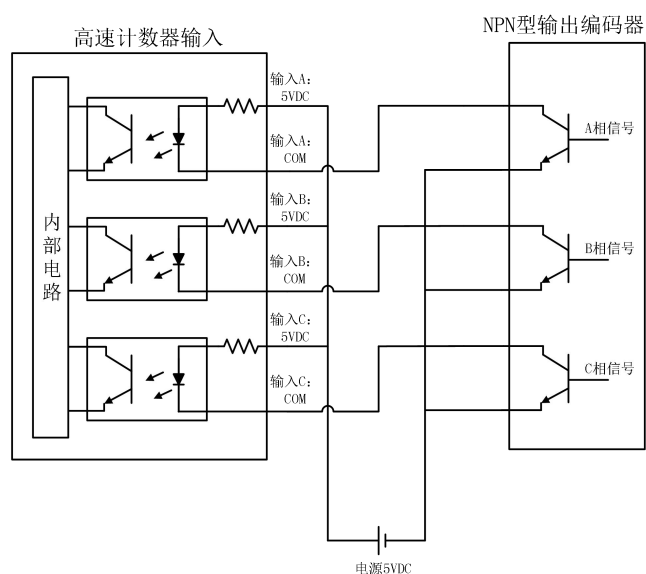 高速计数器输入
NPN型输出编码器
输入A:
5VDC
输入A:
COM
A相信号
输入B:
5VDC
输入B:
COM
B相信号
内部电路
输入C:
5VDC
输入C:
COM
C相信号
电源5VDC